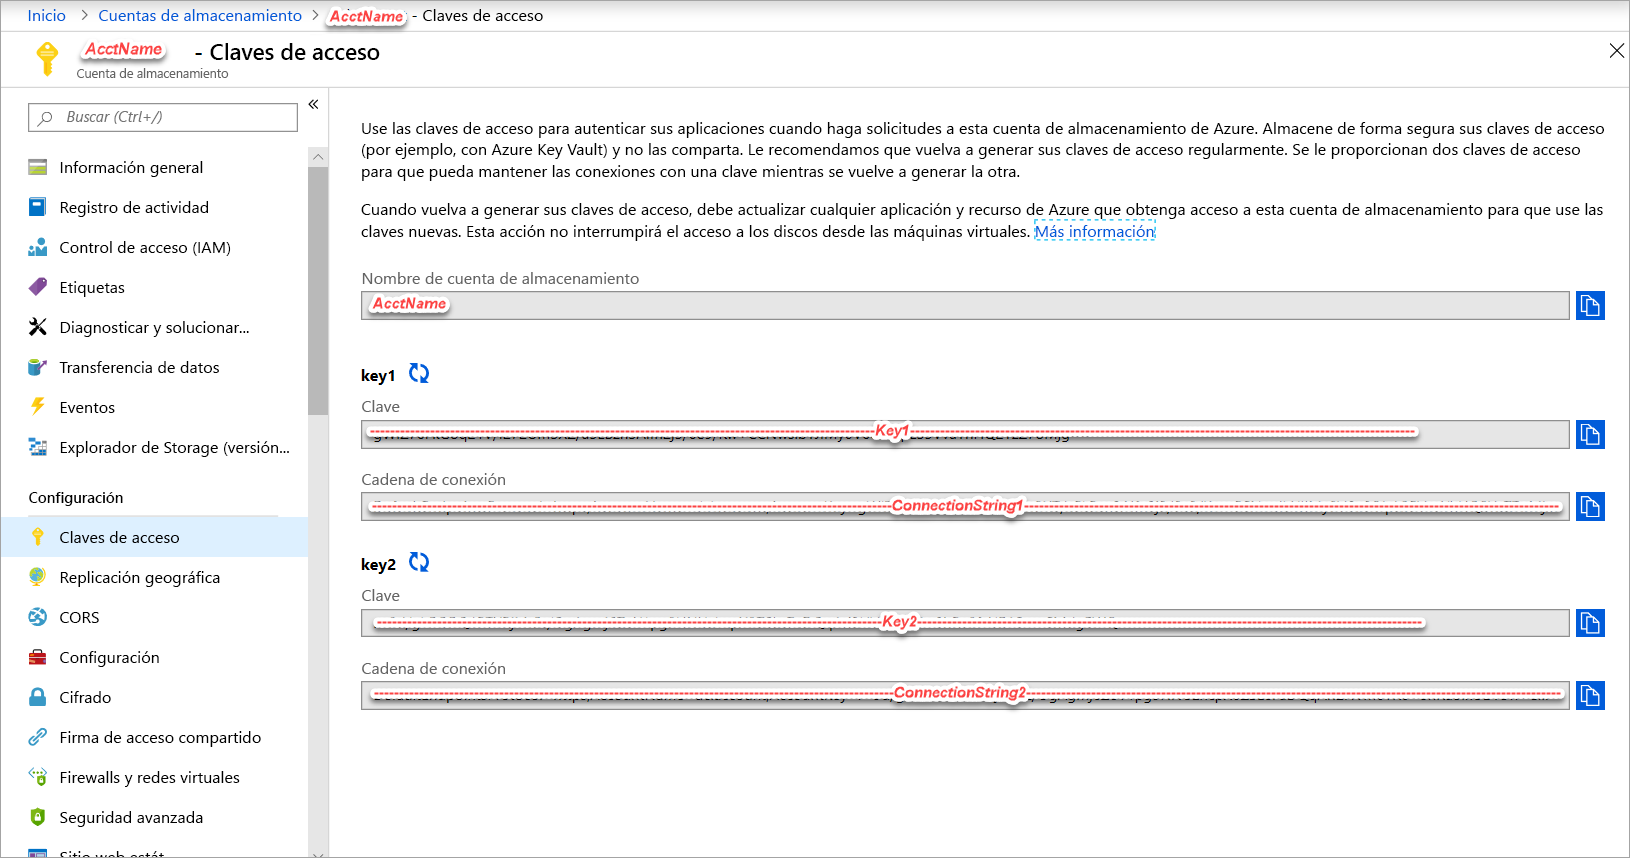 Inicio > Cuentas de almacenamiento > AcctName - Claves de acceso
AcctName - Claves de acceso
Cuenta de almacenamiento
Buscar (Ctrl+/)
«
Información general
Registro de actividad
Control de acceso (IAM)
Etiquetas
Diagnosticar y solucionar...
Transferencia de datos
Eventos
Explorador de Storage (versión...
Configuración
Claves de acceso
Replicación geográfica
CORS
Configuración
Cifrado
Firma de acceso compartido
Firewalls y redes virtuales
Seguridad avanzada
Sitio web estát
Use las claves de acceso para autenticar sus aplicaciones cuando haga solicitudes a esta cuenta de almacenamiento de Azure. Almacene de forma segura sus claves de acceso
(por ejemplo, con Azure Key Vault) y no las comparta. Le recomendamos que vuelva a generar sus claves de acceso regularmente. Se le proporcionan dos claves de acceso
para que pueda mantener las conexiones con una clave mientras se vuelve a generar la otra.
Cuando vuelva a generar sus claves de acceso, debe actualizar cualquier aplicación y recurso de Azure que obtenga acceso a esta cuenta de almacenamiento para que use las
claves nuevas. Esta acción no interrumpirá el acceso a los discos desde las máquinas virtuales. Más información
Nombre de cuenta de almacenamiento
AcctName
key1
Clave
Key1
Cadena de conexión
ConnectionString1
key2
Clave
Key2
Cadena de conexión
ConnectionString2